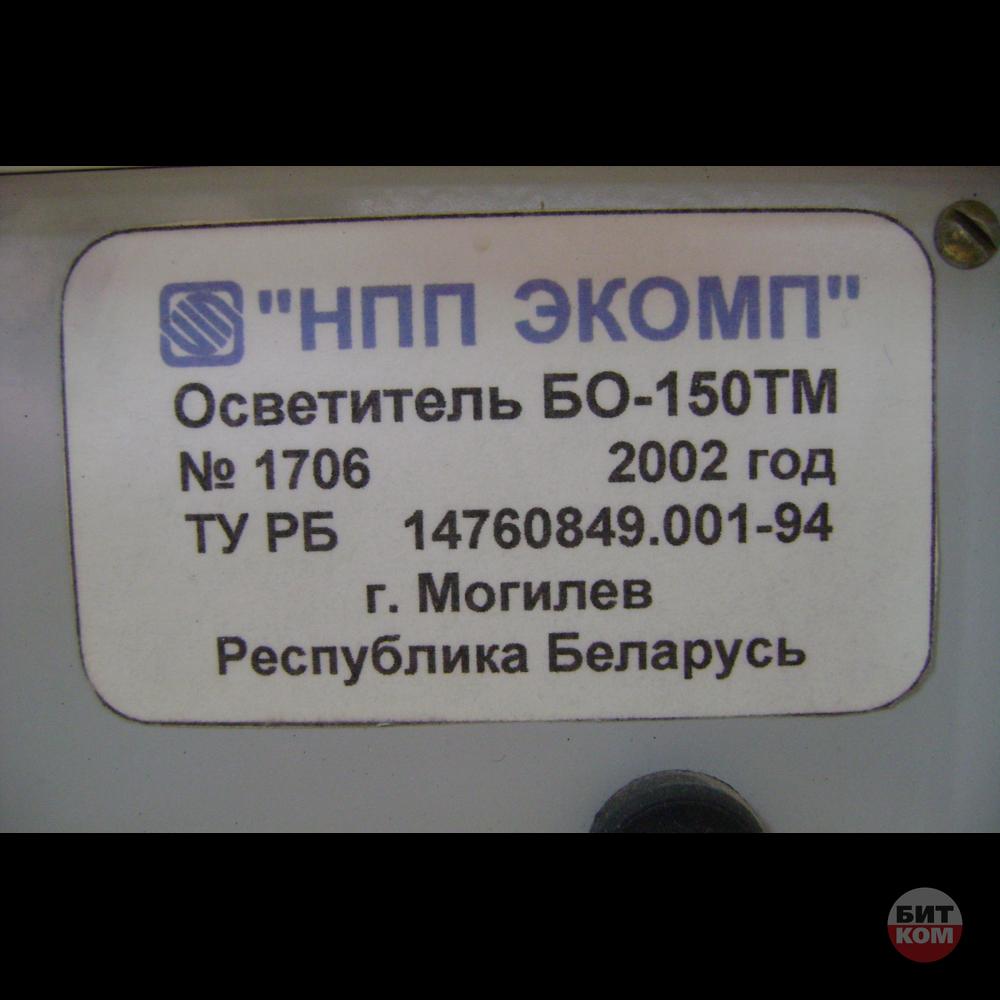 "НПП ЭКОМП"
Осветитель БО-150ТМ
№ 1706 2002 год
ТУ РБ 14760849.001-94
г. Могилев
Республика Беларусь
БИТ
КОМ